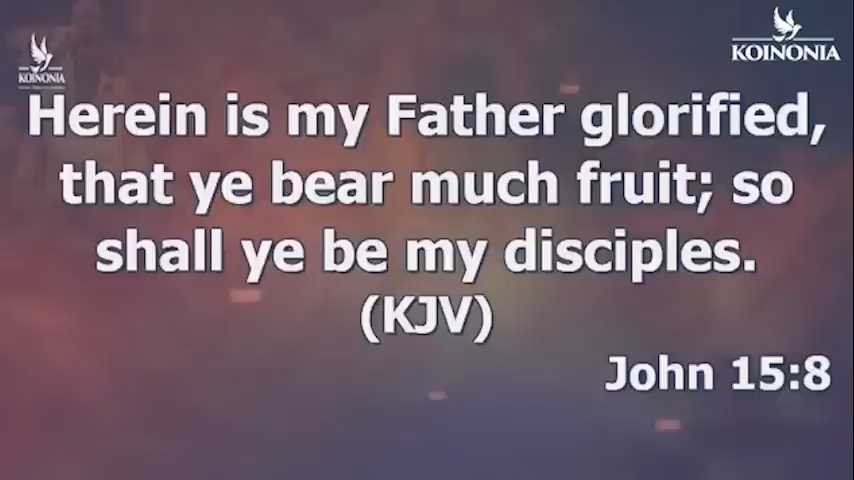 KOINONIA
KOINONIA
Herein is my Father glorified,
that ye bear much fruit; so
shall ye be my disciples.
(KJV)
John 15:8